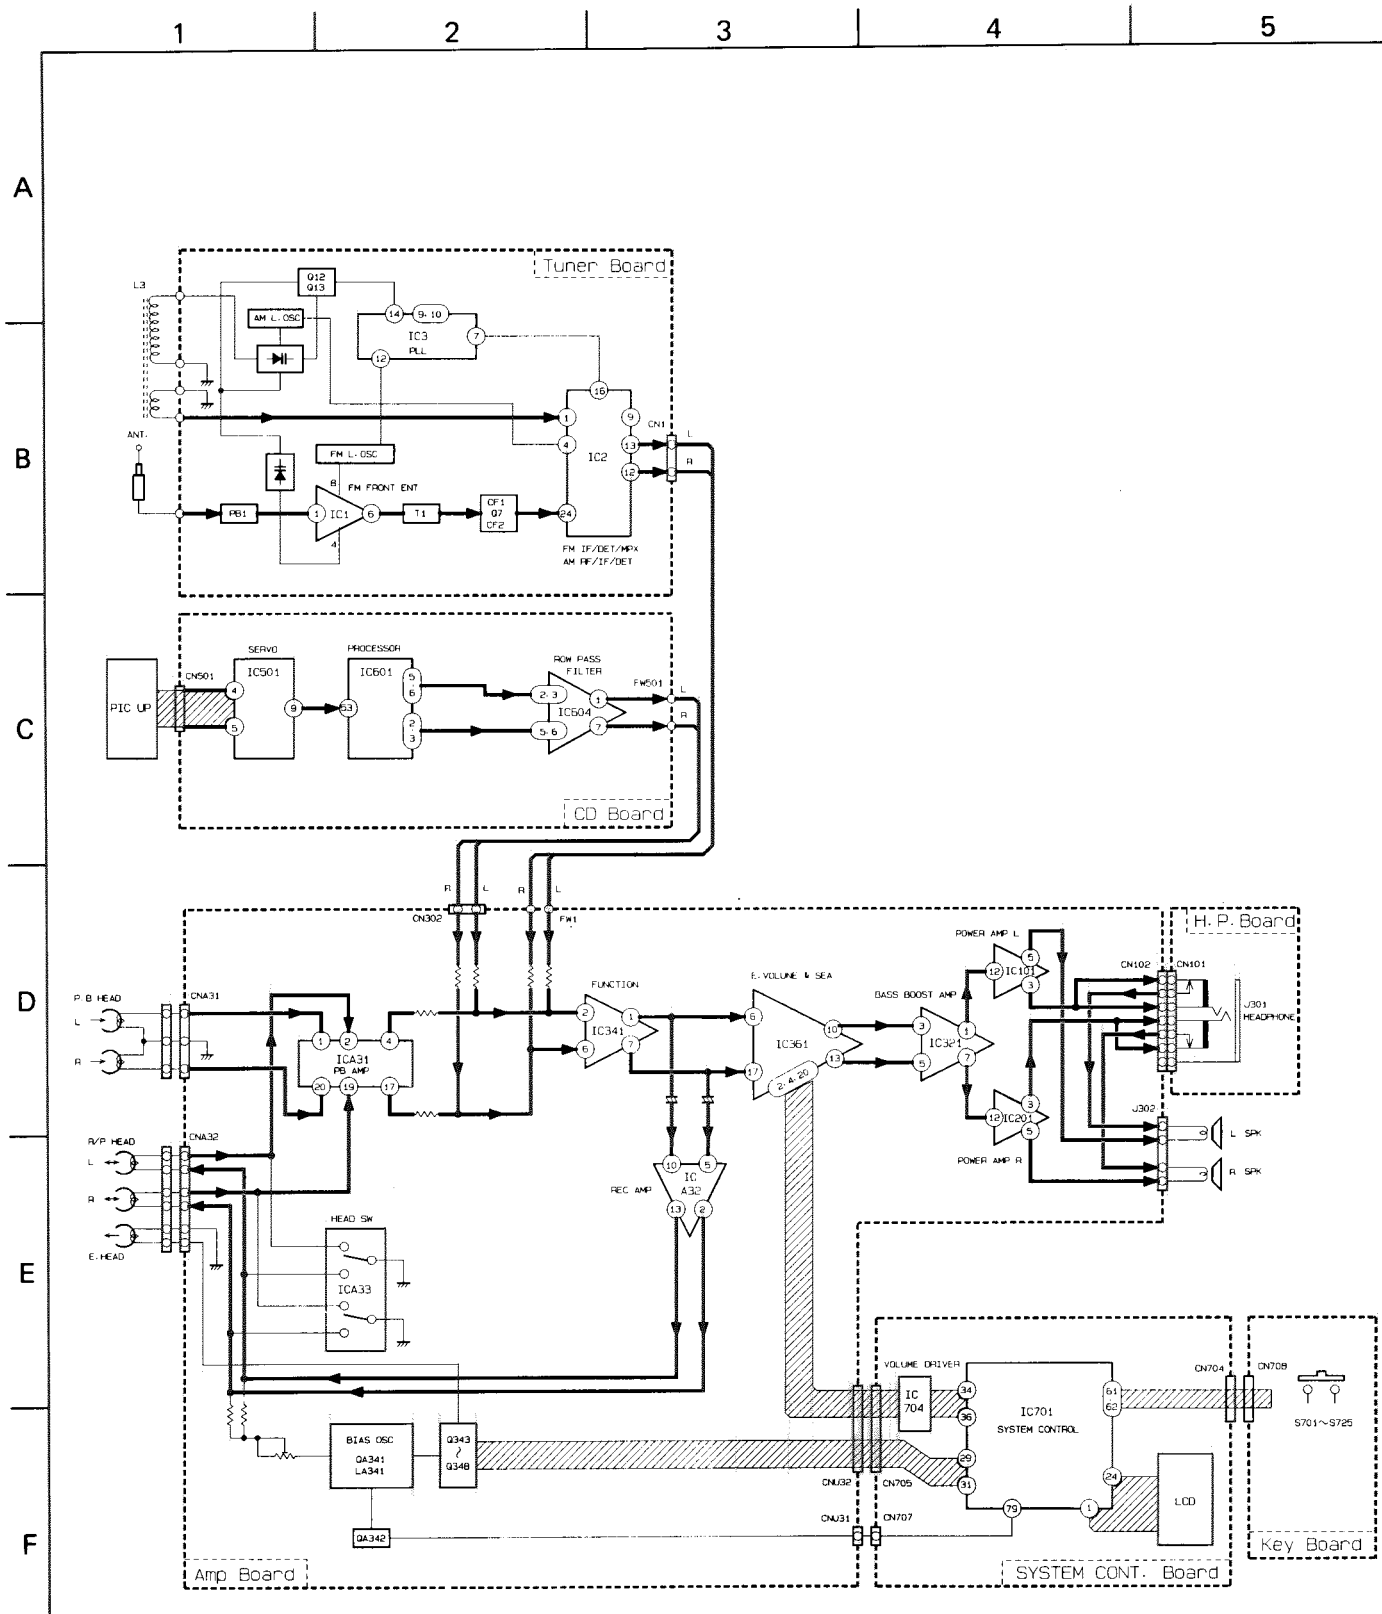 1 2 3 4 5
A
Tuner Board
L3
Q12
Q13
AM L.OSC
14 9-10
IC3
PLL
7
12
16
1
9
CN1
L
4
13
IC2
12
R
B
ANT.
FM L.OSC
8
FM FRONT ENT
PB1
1
IC1
6
T1
CF1
Q7
CF2
24
4
FM IF/DET/MPX
AM RF/IF/DET
SERVO
PROCESSOR
ROW PASS
FILTER
CN501
IC501
IC601
5
6
FW501
L
4
2-3
1
PIC UP
9
53
IC604
R
C
5
2
3
5-6
7
CD Board
R L R L
CN302
FW1
H.P.Board
POWER AMP L
5
CN102
CN101
12
IC101
3
E.VOLUNE & SEA
FUNCTION
BASS BOOST AMP
P.B HEAD
CNA31
L
D
J301
HEADPHONE
2
1
6
10
3
1
1 2 4
IC341
IC361
IC321
ICA31
PB AMP
R
6
7
13
5
7
17
2-4-20
20 19 17
3
12
IC201
5
J302
L SPK
R/P HEAD
CNA32
L
POWER AMP R
R SPK
10 5
IC
A32
REC AMP
R
13 2
HEAD SW
E.HEAD
E
ICA33
VOLUME DRIVER
CN704
CN708
IC
704
34
61
62
36
IC701
SYSTEM CONTROL
S701~S725
BIAS OSC
QA341
LA341
Q343
~
Q348
29
31
24
CNU32
CN705
LCD
79
1
CNU31
CN707
QA342
F
Amp Board
SYSTEM CONT. Board
Key Board